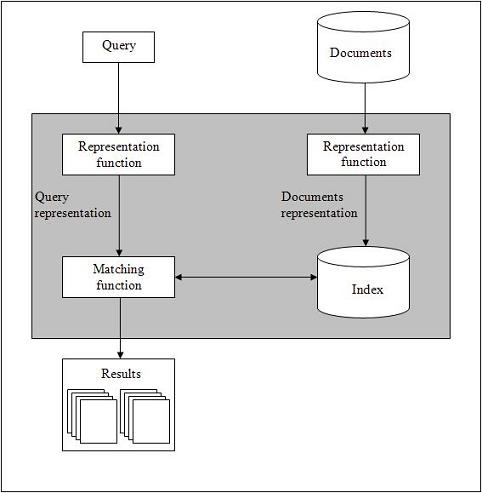 Query
Documents
Representation
function
Representation
function
Query
representation
Documents
representation
Matching
function
Index
Results